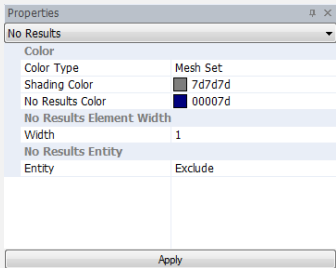 Properties
No Results
Color
Color Type Mesh Set
Shading Color 7d7d7d
No Results Color 00007d
No Results Element Width
Width 1
No Results Entity
Entity Exclude
Apply